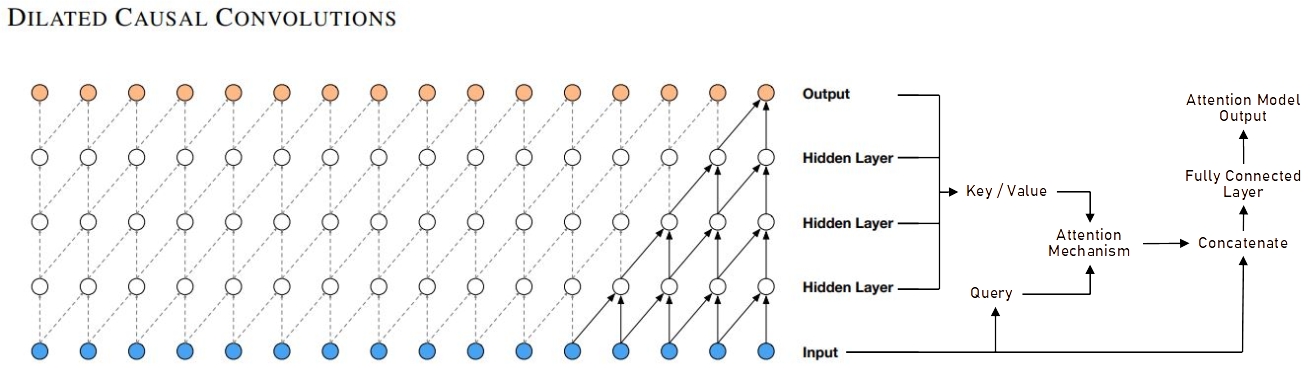 DILATED CAUSAL CONVOLUTIONS
Output
Hidden Layer
Hidden Layer
Hidden Layer
Input
Key / Value
Query
Attention
Mechanism
Concatenate
Fully Connected
Layer
Attention Model
Output